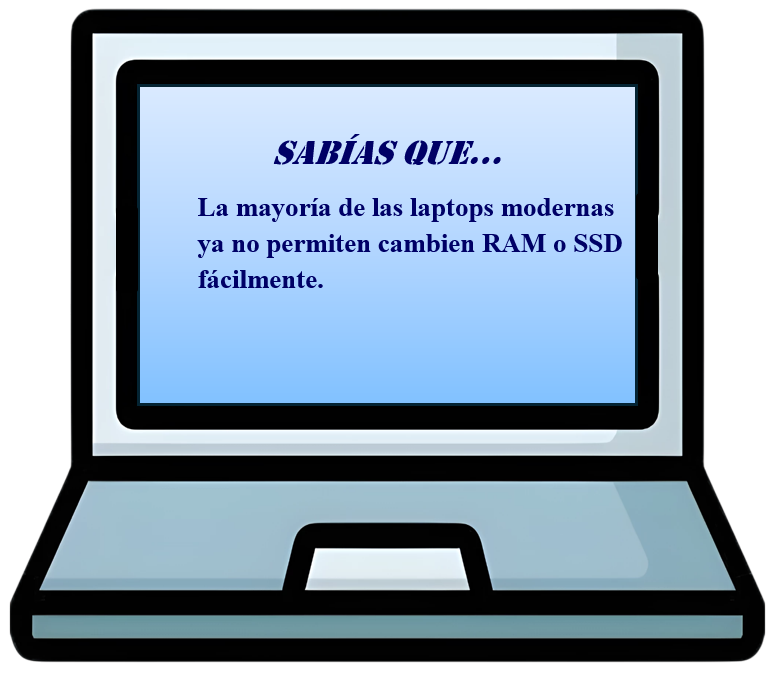 SABÍAS QUE...
La mayoría de las laptops modernas
ya no permiten cambien RAM o SSD
fácilmente.